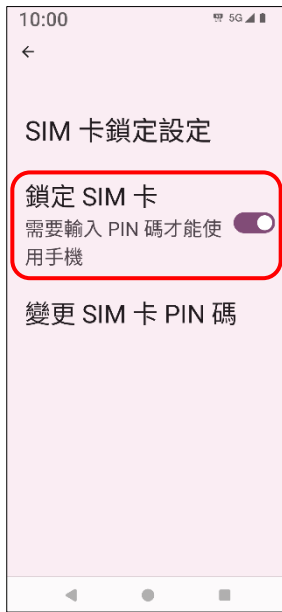 10:00 5G
SIM 卡鎖定設定
鎖定 SIM 卡
需要輸入 PIN 碼才能使
用手機
變更 SIM 卡 PIN 碼